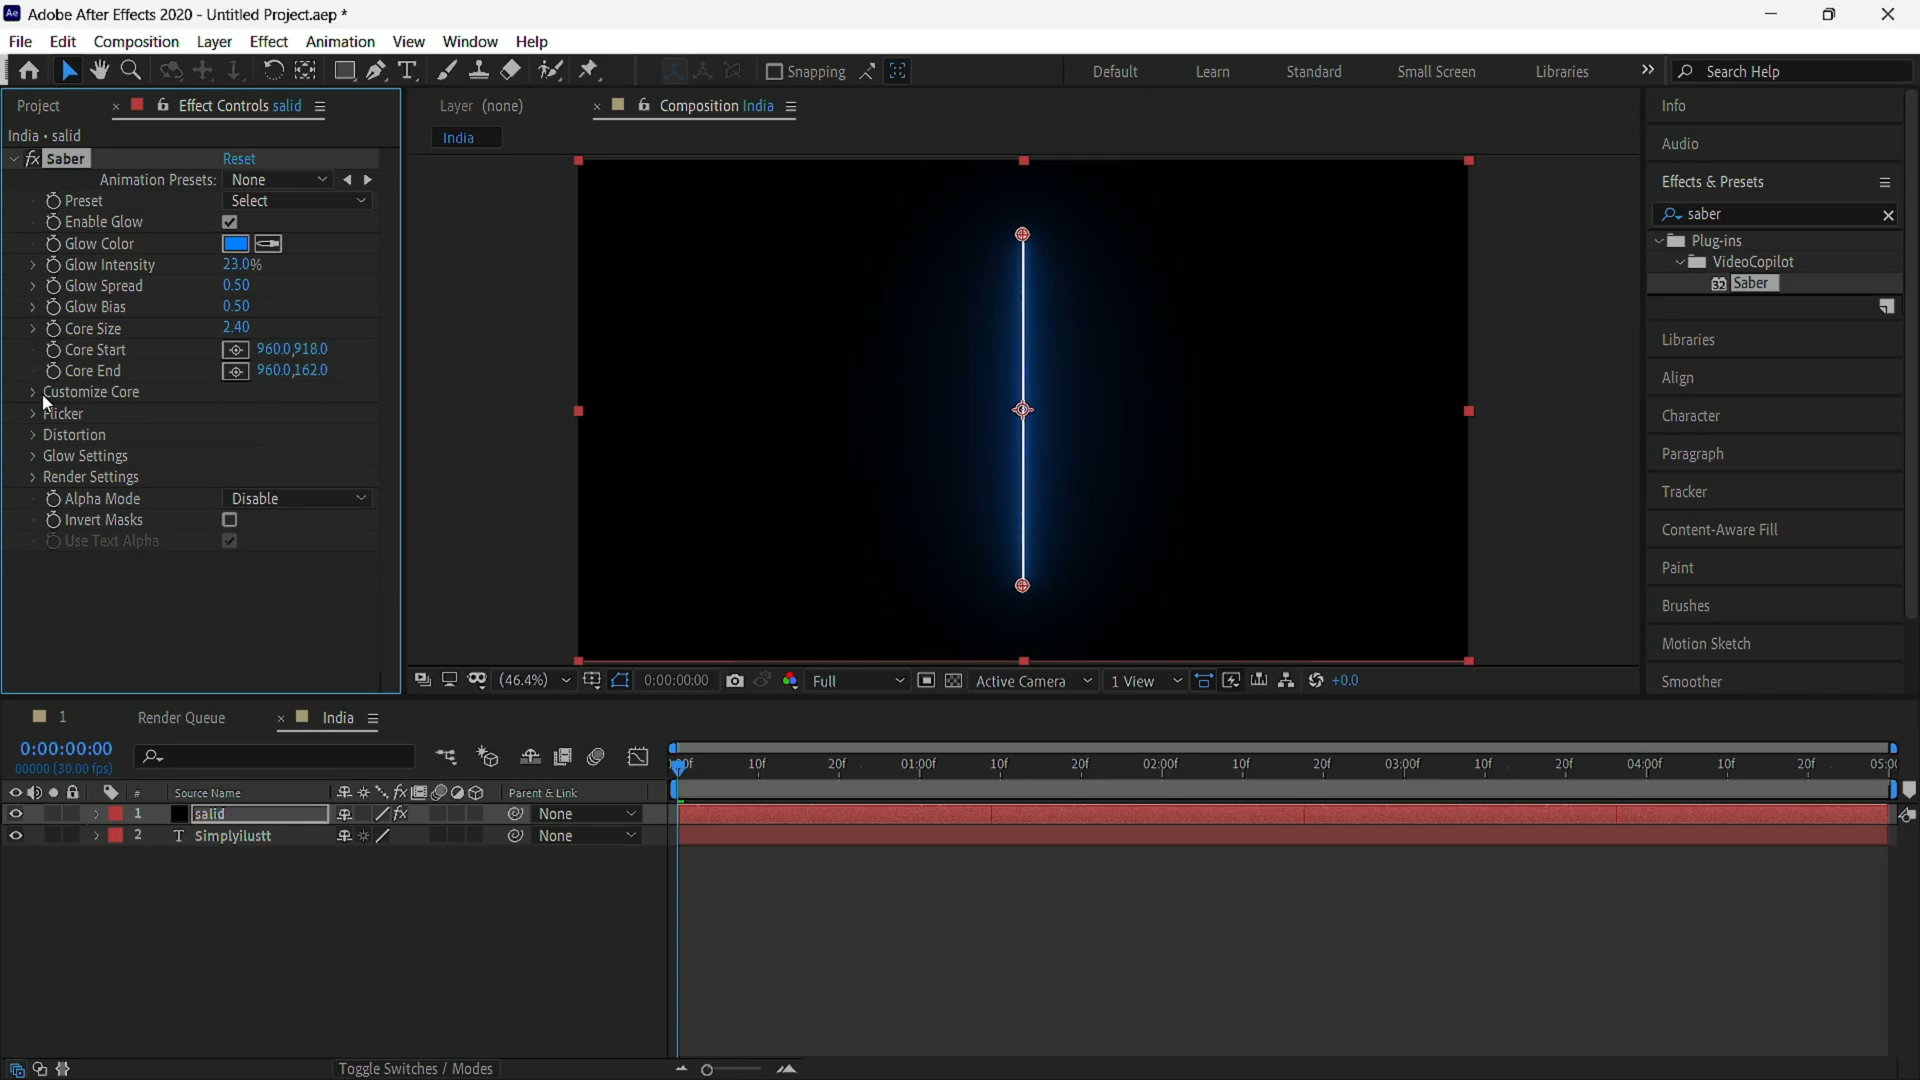 Ae Adobe After Effects 2020 - Untitled Project.aep *
File Edit Composition Layer Effect Animation View Window Help
Snapping Default Learn Standard Small Screen Libraries Search Help
Project Effect Controls salid
Layer (none) Composition India
India • salid
India
fx Saber Reset
Animation Presets: None
Preset Select
Enable Glow
Glow Color
Glow Intensity 23.0%
Glow Spread 0.50
Glow Bias 0.50
Core Size 2.40
Core Start 960.0,918.0
Core End 960.0,162.0
Customize Core
Flicker
Distortion
Glow Settings
Render Settings
Alpha Mode Disable
Invert Masks
Use Text Alpha
(46.4%) 0:00:00:00 Full Active Camera 1 View +0.0
Info
Audio
Effects & Presets
saber
Plug-ins
VideoCopilot
32 Saber
Libraries
Align
Character
Paragraph
Tracker
Content-Aware Fill
Paint
Brushes
Motion Sketch
Smoother
1 Render Queue India
0:00:00:00
00000 (30.00 fps)
10f 20f 01:00f 10f 20f 02:00f 10f 20f 03:00f 10f 20f 04:00f 10f 20f
# Source Name fx Parent & Link
1 salid fx None
2 T Simplyilustt None
Toggle Switches / Modes